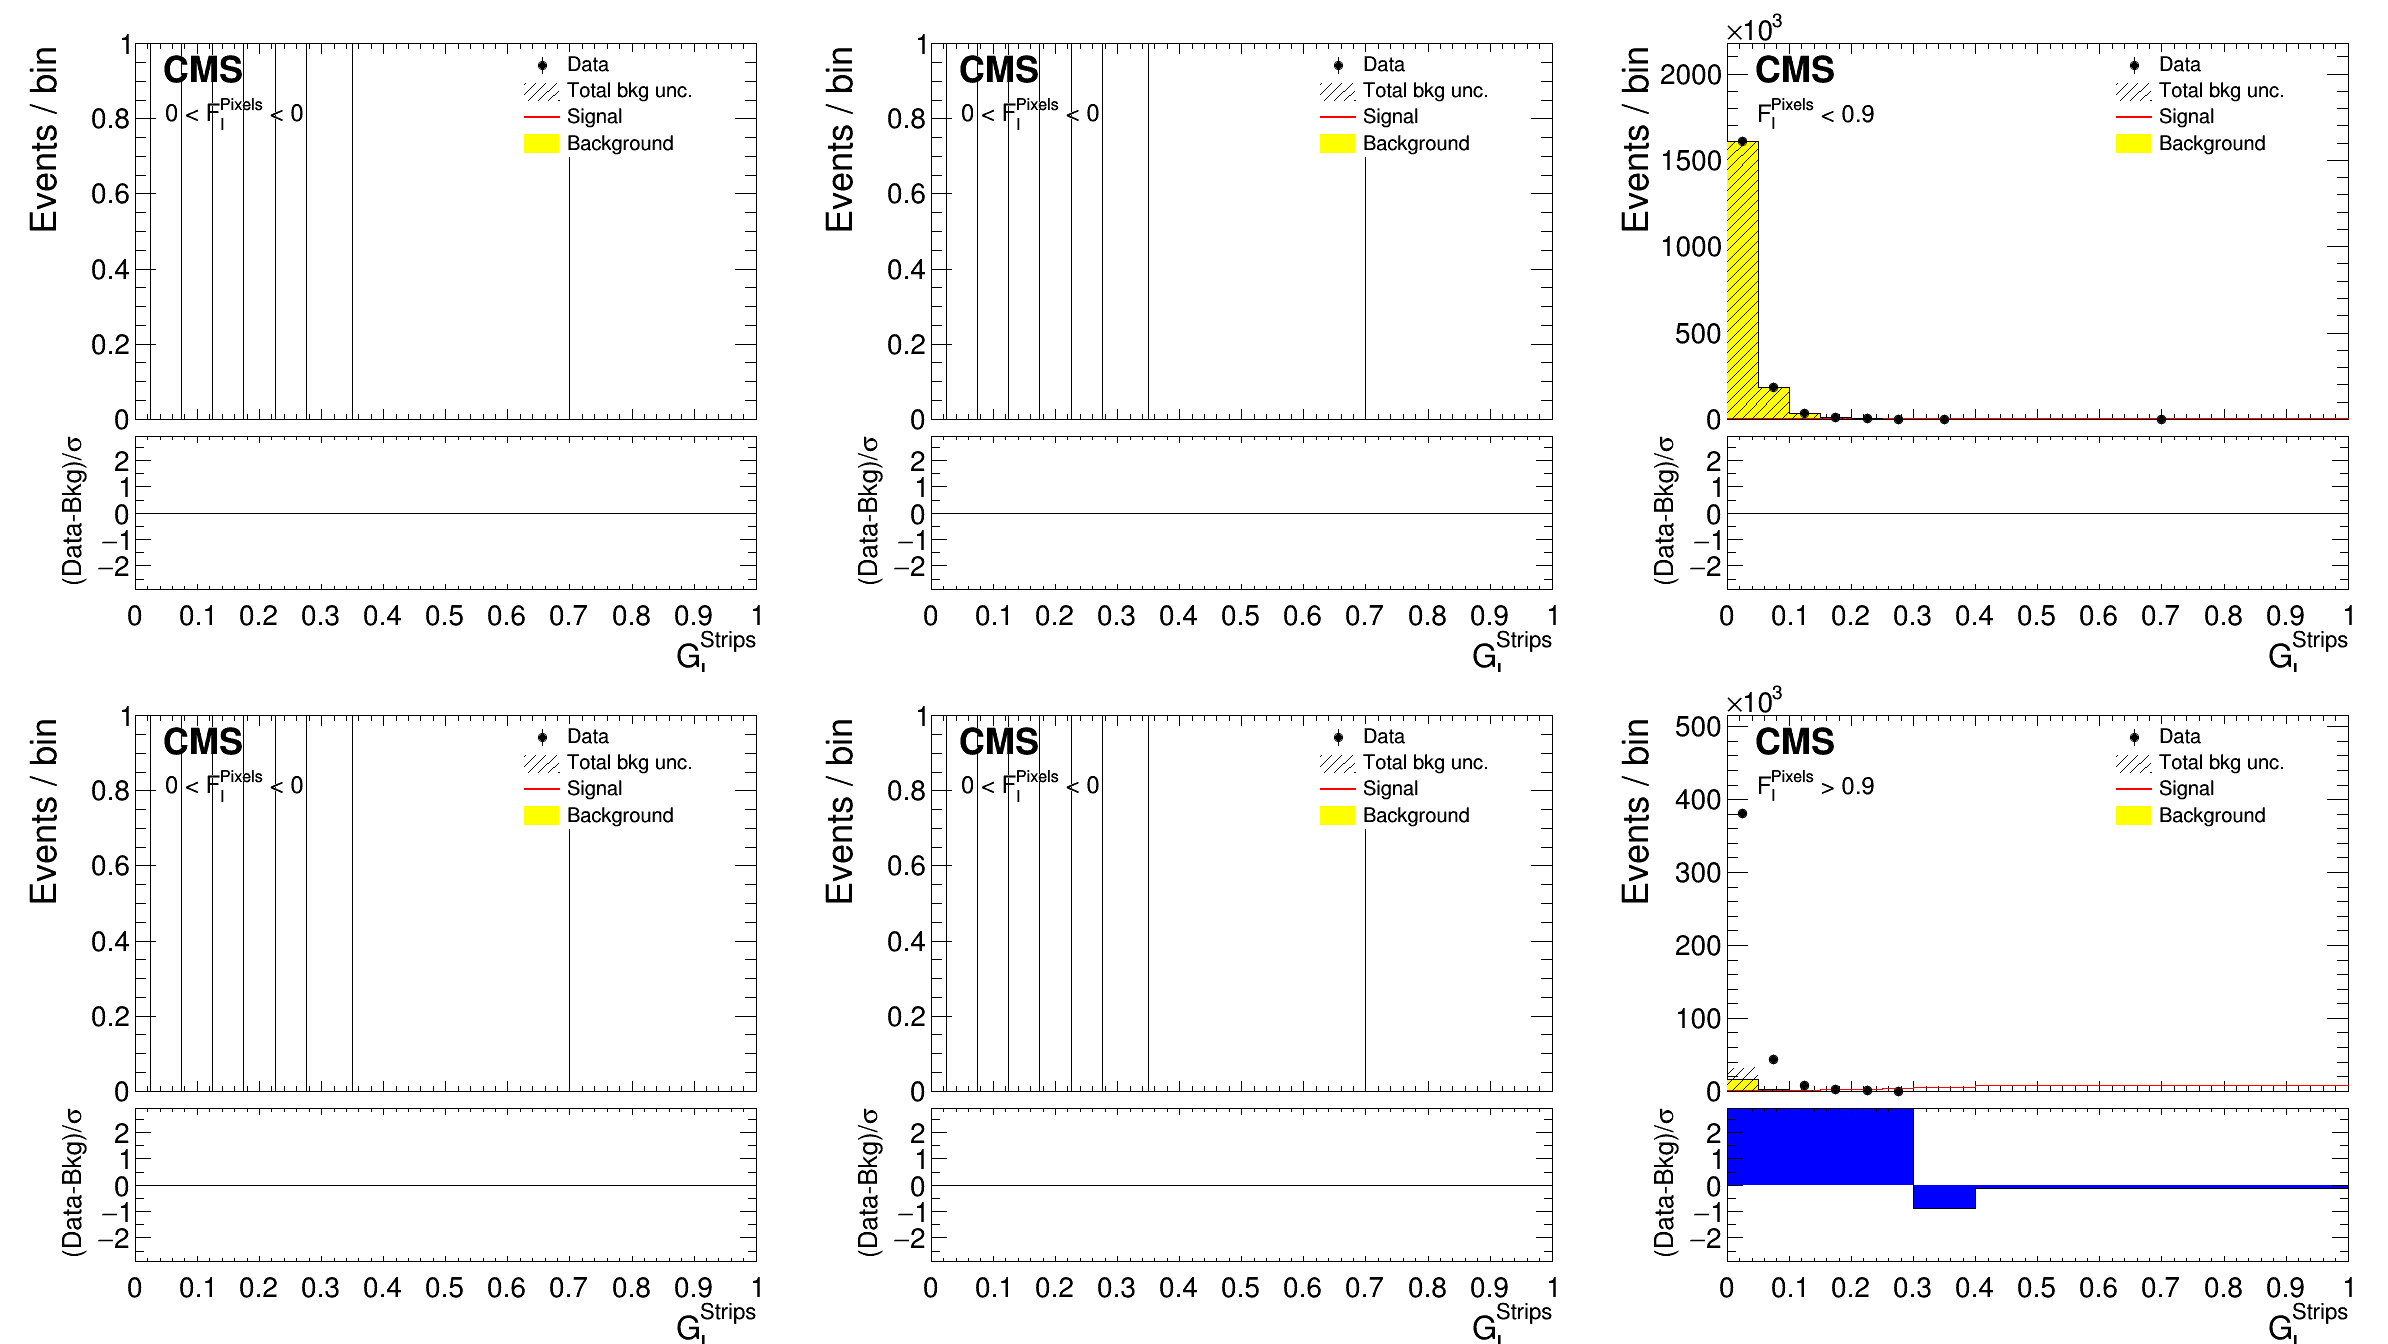 1
0.8
0.6
0.4
0.2
0
Events / bin
CMS
0 < F_l^Pixels < 0
Data
Total bkg unc.
Signal
Background
2
1
0
−1
−2
(Data-Bkg)/σ
0 0.1 0.2 0.3 0.4 0.5 0.6 0.7 0.8 0.9 1
G_I^Strips
1
0.8
0.6
0.4
0.2
0
Events / bin
CMS
0 < F_l^Pixels < 0
Data
Total bkg unc.
Signal
Background
2
1
0
−1
−2
(Data-Bkg)/σ
0 0.1 0.2 0.3 0.4 0.5 0.6 0.7 0.8 0.9 1
G_I^Strips
×10³
2000
1500
1000
500
0
Events / bin
CMS
F_l^Pixels < 0.9
Data
Total bkg unc.
Signal
Background
2
1
0
−1
−2
(Data-Bkg)/σ
0 0.1 0.2 0.3 0.4 0.5 0.6 0.7 0.8 0.9 1
G_I^Strips
1
0.8
0.6
0.4
0.2
0
Events / bin
CMS
0 < F_l^Pixels < 0
Data
Total bkg unc.
Signal
Background
2
1
0
−1
−2
(Data-Bkg)/σ
0 0.1 0.2 0.3 0.4 0.5 0.6 0.7 0.8 0.9 1
G_I^Strips
1
0.8
0.6
0.4
0.2
0
Events / bin
CMS
0 < F_l^Pixels < 0
Data
Total bkg unc.
Signal
Background
2
1
0
−1
−2
(Data-Bkg)/σ
0 0.1 0.2 0.3 0.4 0.5 0.6 0.7 0.8 0.9 1
G_I^Strips
×10³
500
400
300
200
100
0
Events / bin
CMS
F_l^Pixels > 0.9
Data
Total bkg unc.
Signal
Background
2
1
0
−1
−2
(Data-Bkg)/σ
0 0.1 0.2 0.3 0.4 0.5 0.6 0.7 0.8 0.9 1
G_I^Strips